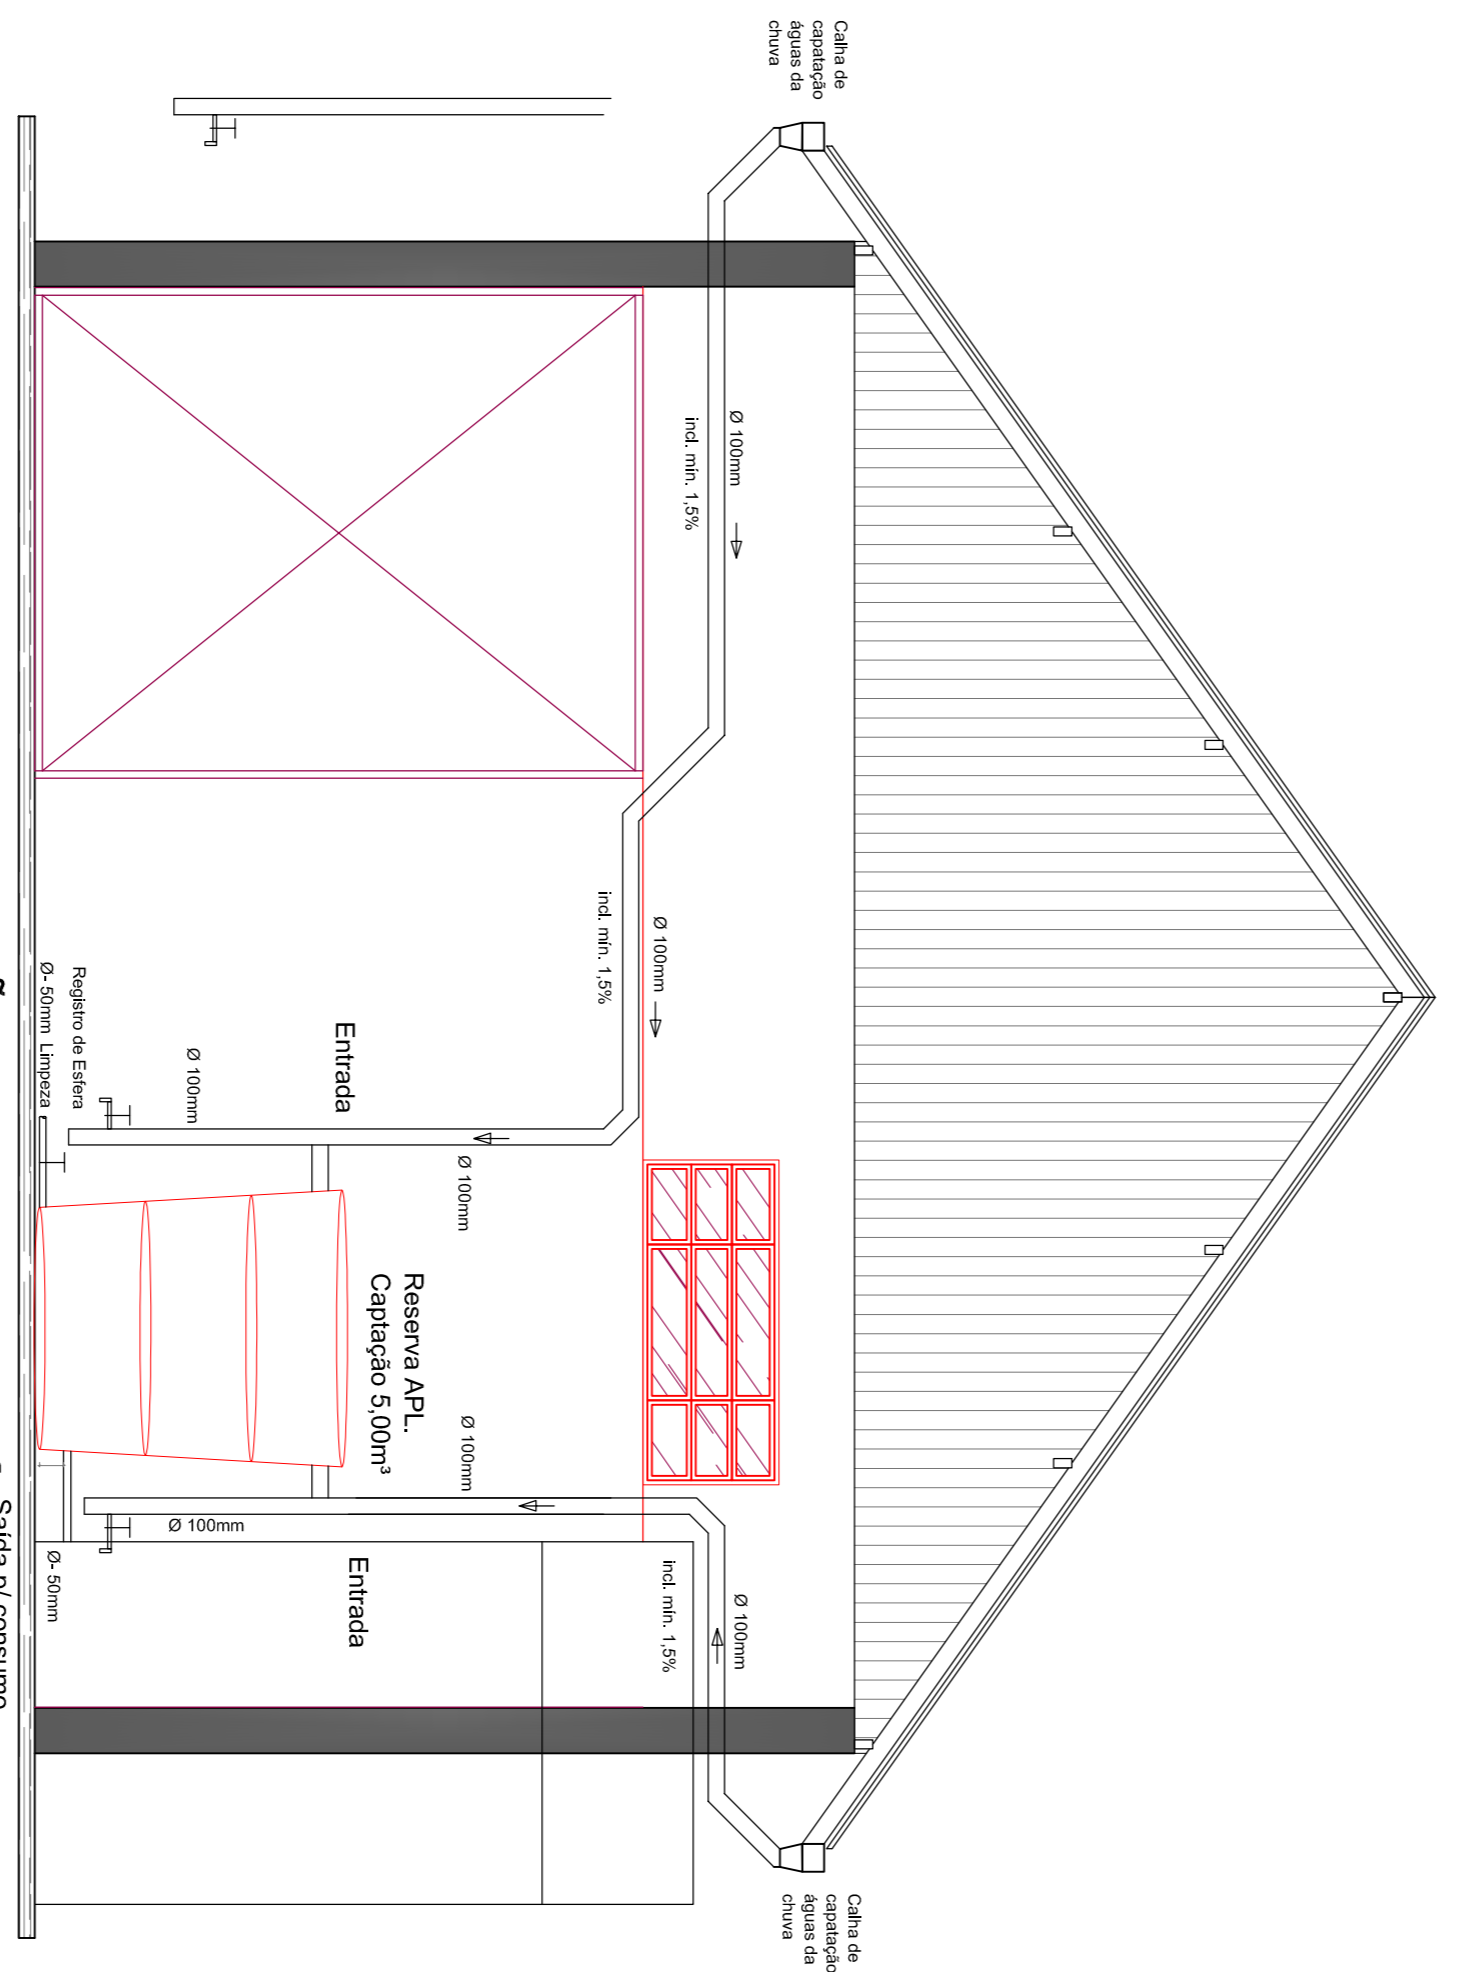 Calha de
capatação
águas da
chuva
Ø 100mm
incl. mín. 1,5%
Ø 100mm
incl. mín. 1,5%
Entrada
Ø 100mm
Ø 100mm
Registro de Esfera
Ø- 50mm Limpeza
Reserva APL.
Captação 5,00m³
Ø 100mm
Ø 100mm
Entrada
Ø- 50mm
Ø 100mm
incl. mín. 1,5%
Calha de
capatação
águas da
chuva
Saída p/ consumo